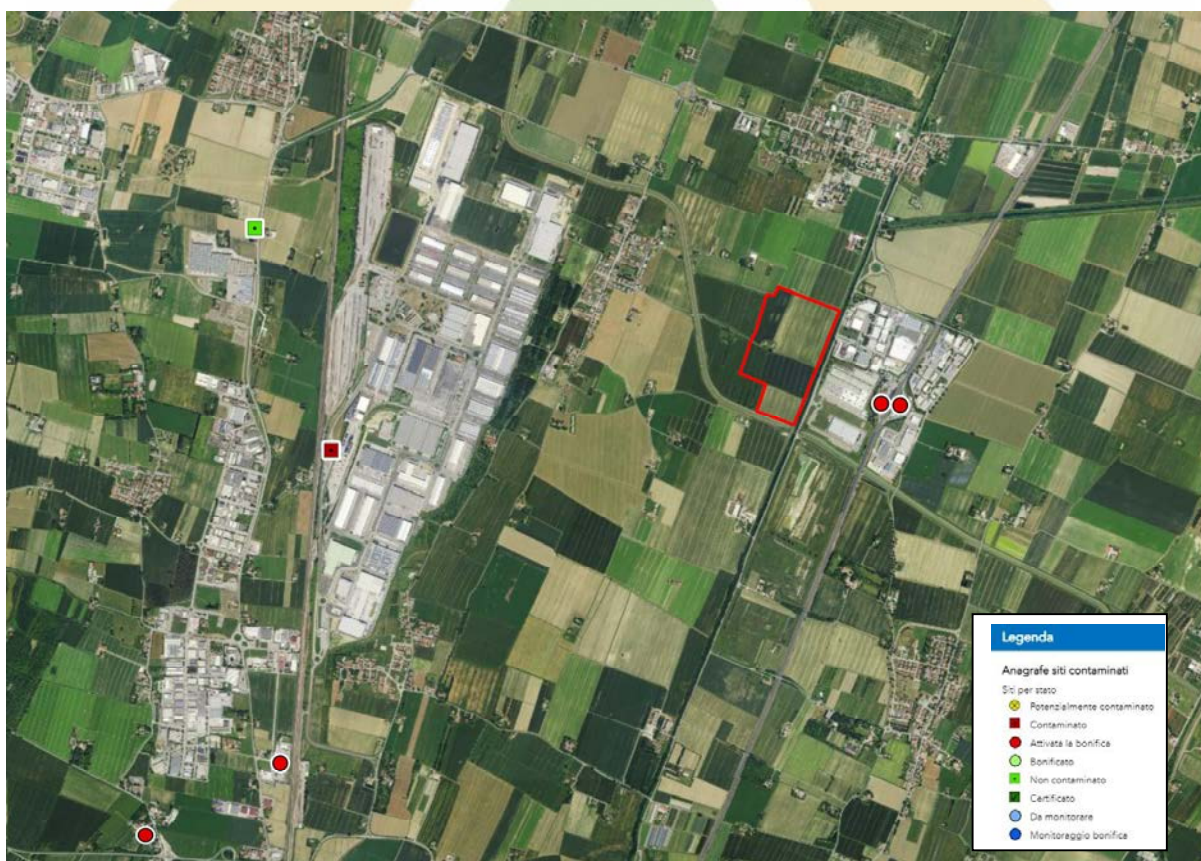 Legenda
Anagrafe siti contaminati
Siti per stato
Potenzialmente contaminato
Contaminato
Attivata la bonifica
Bonificato
Non contaminato
Certificato
Da monitorare
Monitoraggio bonifica